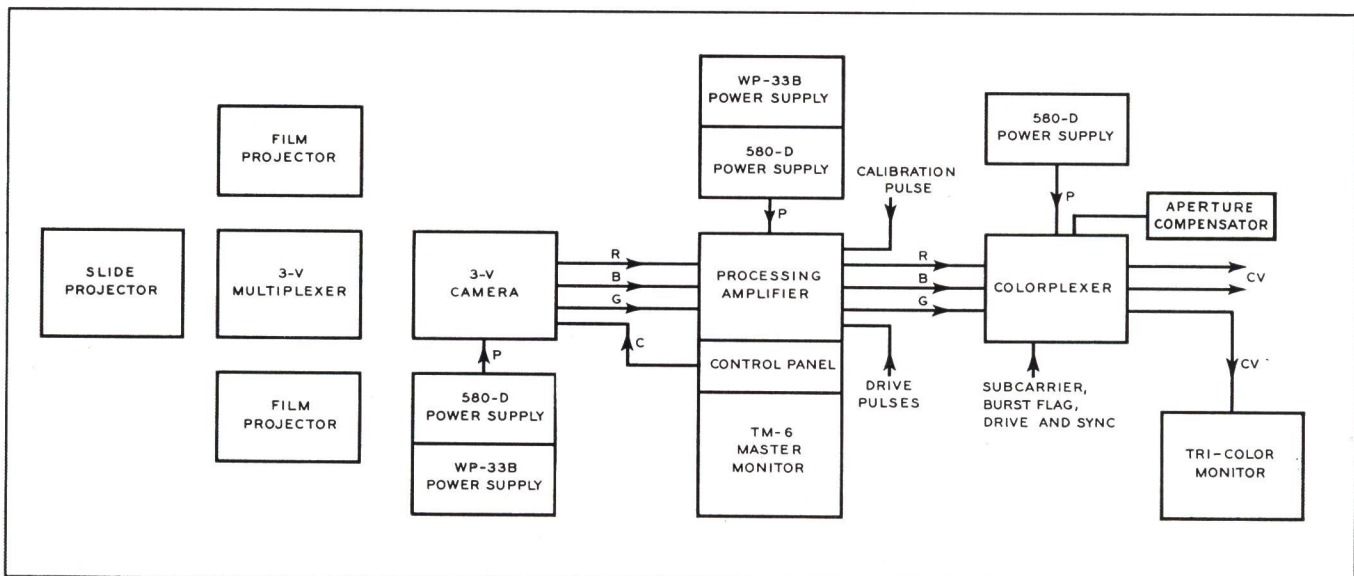 FILM
PROJECTOR
SLIDE
PROJECTOR
3-V
MULTIPLEXER
FILM
PROJECTOR
3-V
CAMERA
P
580-D
POWER SUPPLY
WP-33B
POWER SUPPLY
R
B
G
C
WP-33B
POWER SUPPLY
580-D
POWER SUPPLY
P
PROCESSING
AMPLIFIER
CONTROL PANEL
TM-6
MASTER
MONITOR
CALIBRATION
PULSE
R
B
G
DRIVE
PULSES
580-D
POWER SUPPLY
P
APERTURE
COMPENSATOR
COLORPLEXER
SUBCARRIER,
BURST FLAG,
DRIVE AND SYNC
CV
CV
TRI-COLOR
MONITOR